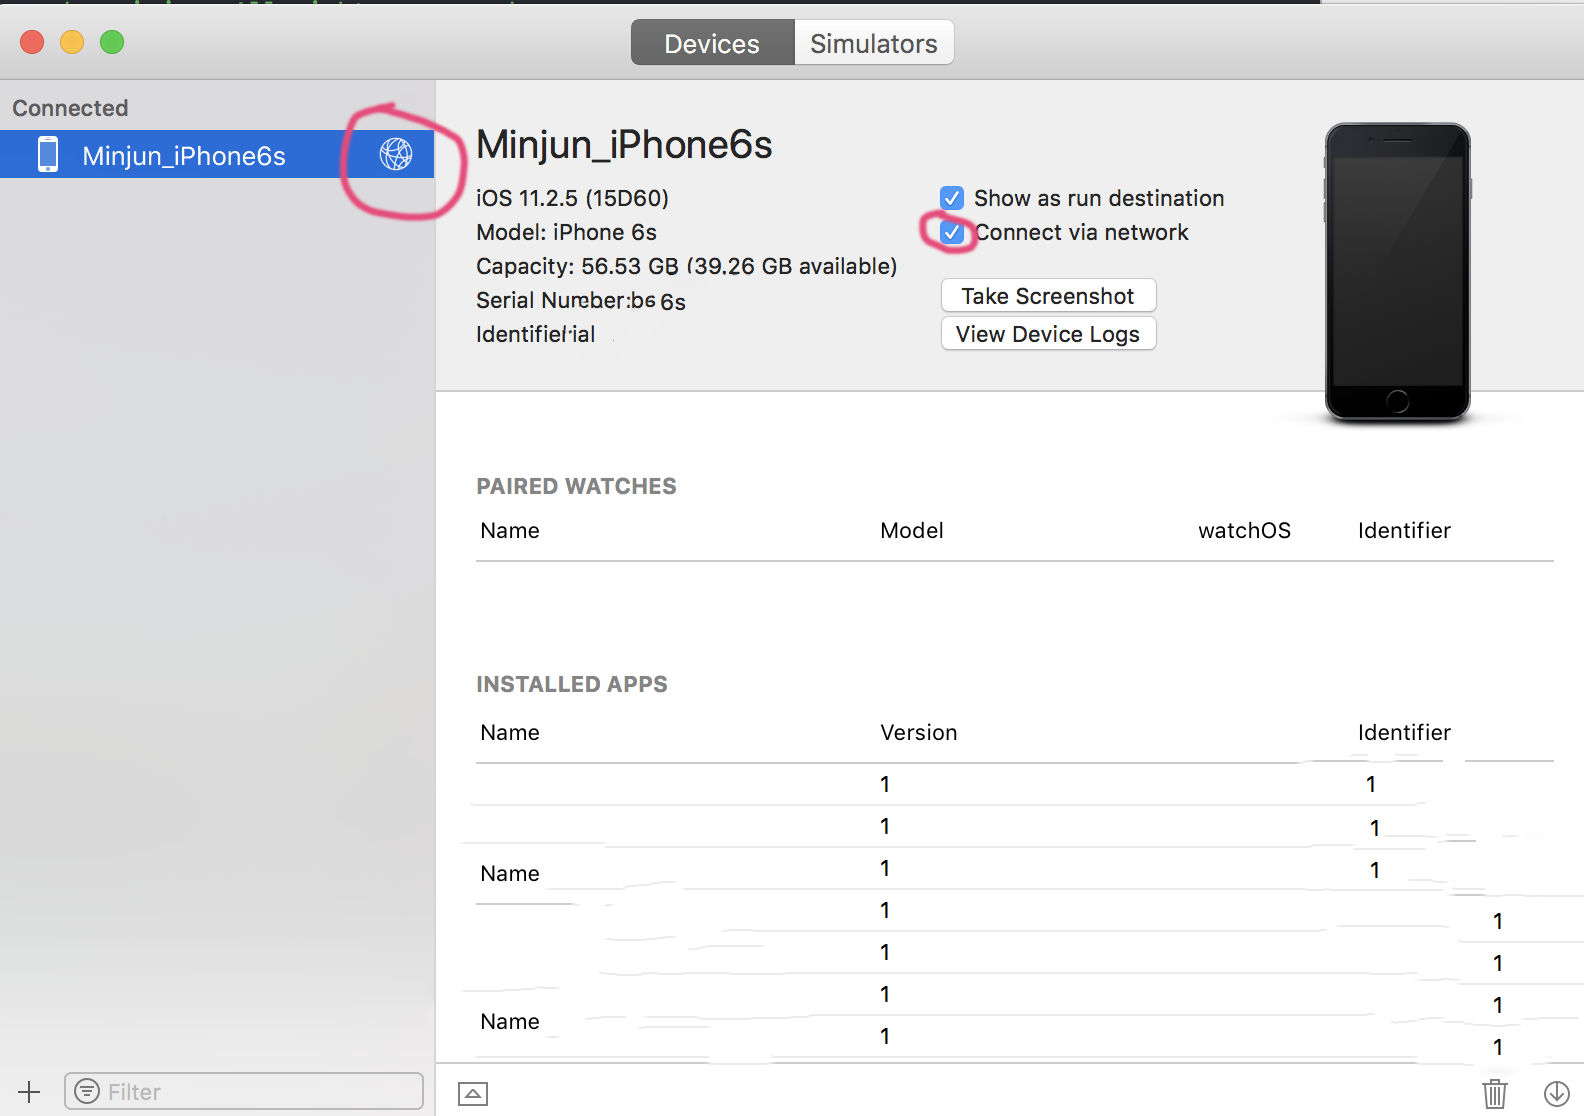 Devices
Simulators
Connected
Minjun_iPhone6s
Minjun_iPhone6s
iOS 11.2.5 (15D60)
Show as run destination
Model: iPhone 6s
Connect via network
Capacity: 56.53 GB (39.26 GB available)
Take Screenshot
Serial Number: 6s
View Device Logs
PAIRED WATCHES
Name Model watchOS Identifier
INSTALLED APPS
Name Version Identifier
1 1
1 1
Name 1 1
1 1
1 1
Name 1 1
1 1
Filter